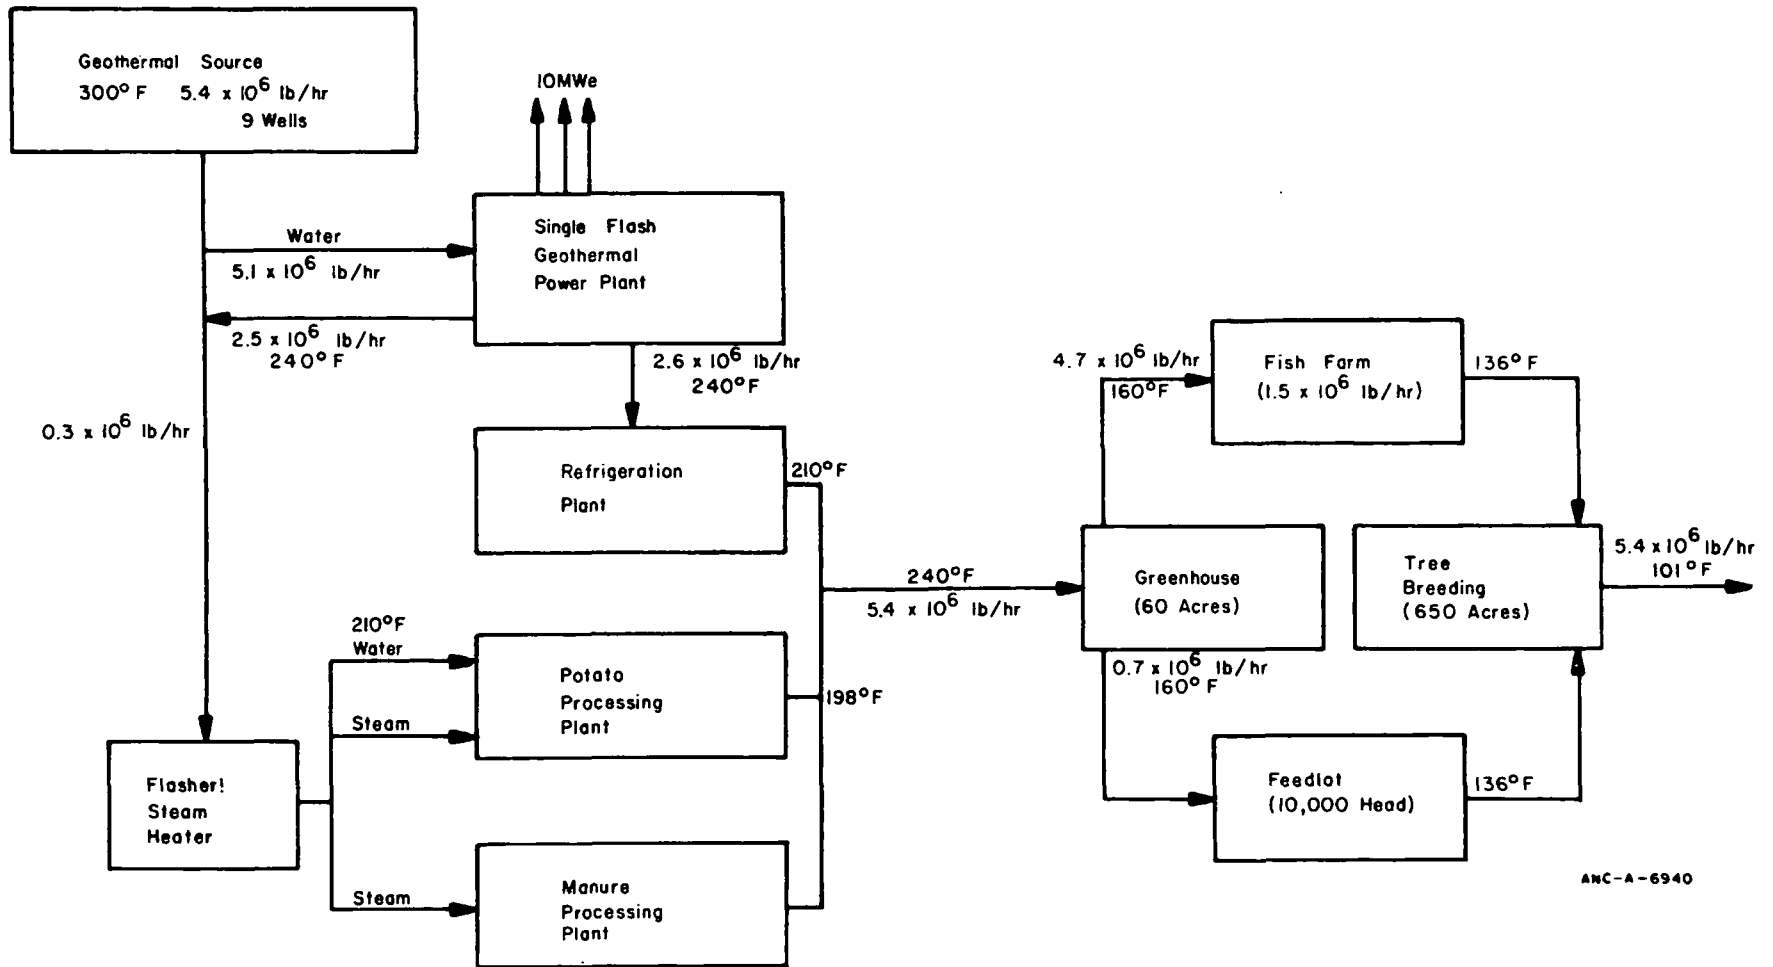 Geothermal Source
300° F 5.4 x 10⁶ lb/hr
9 Wells
10MWe
Single Flash
Geothermal
Power Plant
Water
5.1 x 10⁶ lb/hr
2.5 x 10⁶ lb/hr
240°F
2.6 x 10⁶ lb/hr
240°F
0.3 x 10⁶ lb/hr
Refrigeration
Plant
210°F
210°F
Water
Steam
Potato
Processing
Plant
198°F
Flasher!
Steam
Heater
Steam
Manure
Processing
Plant
240°F
5.4 x 10⁶ lb/hr
4.7 x 10⁶ lb/hr
160°F
Fish Farm
(1.5 x 10⁶ lb/hr)
136°F
Greenhouse
(60 Acres)
Tree
Breeding
(650 Acres)
5.4 x 10⁶ lb/hr
101°F
0.7 x 10⁶ lb/hr
160°F
Feedlot
(10,000 Head)
136°F
ANC-A-6940